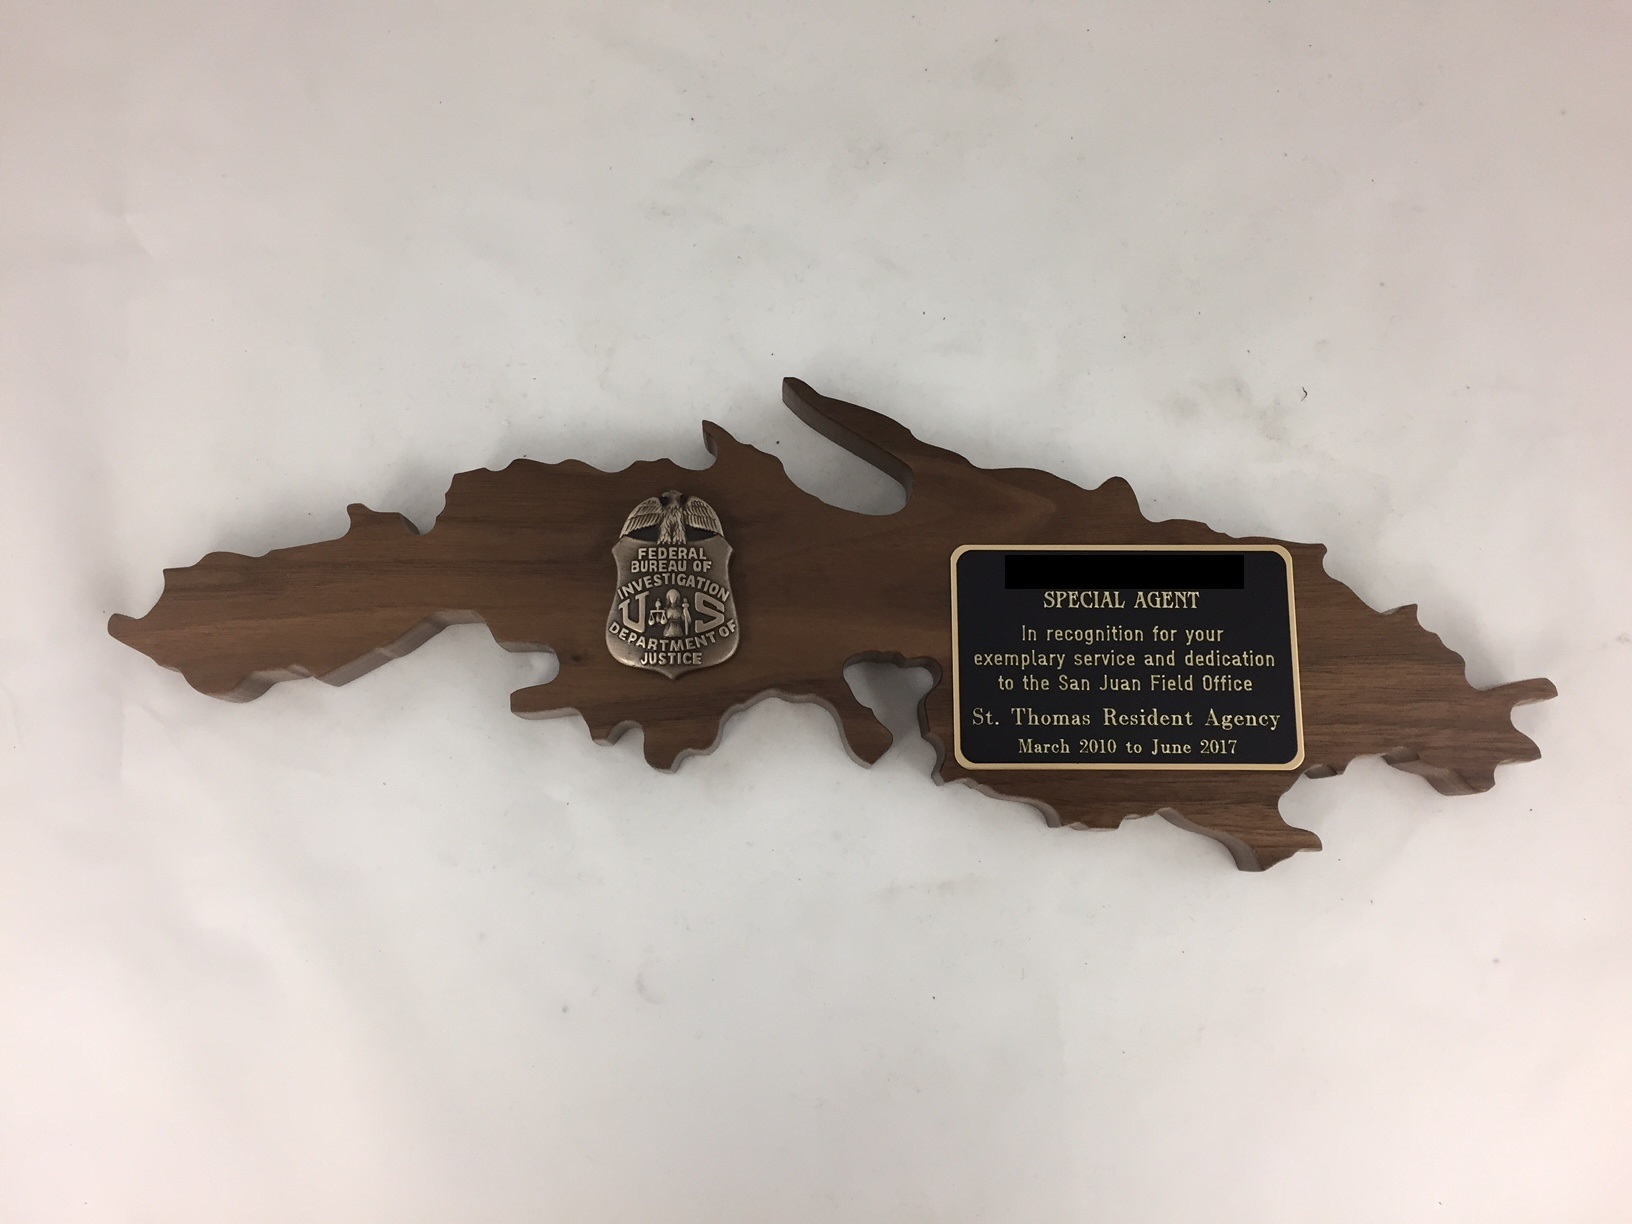 FEDERAL
BUREAU OF
INVESTIGATION
U S
DEPARTMENT OF
JUSTICE
SPECIAL AGENT
In recognition for your
exemplary service and dedication
to the San Juan Field Office
St. Thomas Resident Agency
March 2010 to June 2017